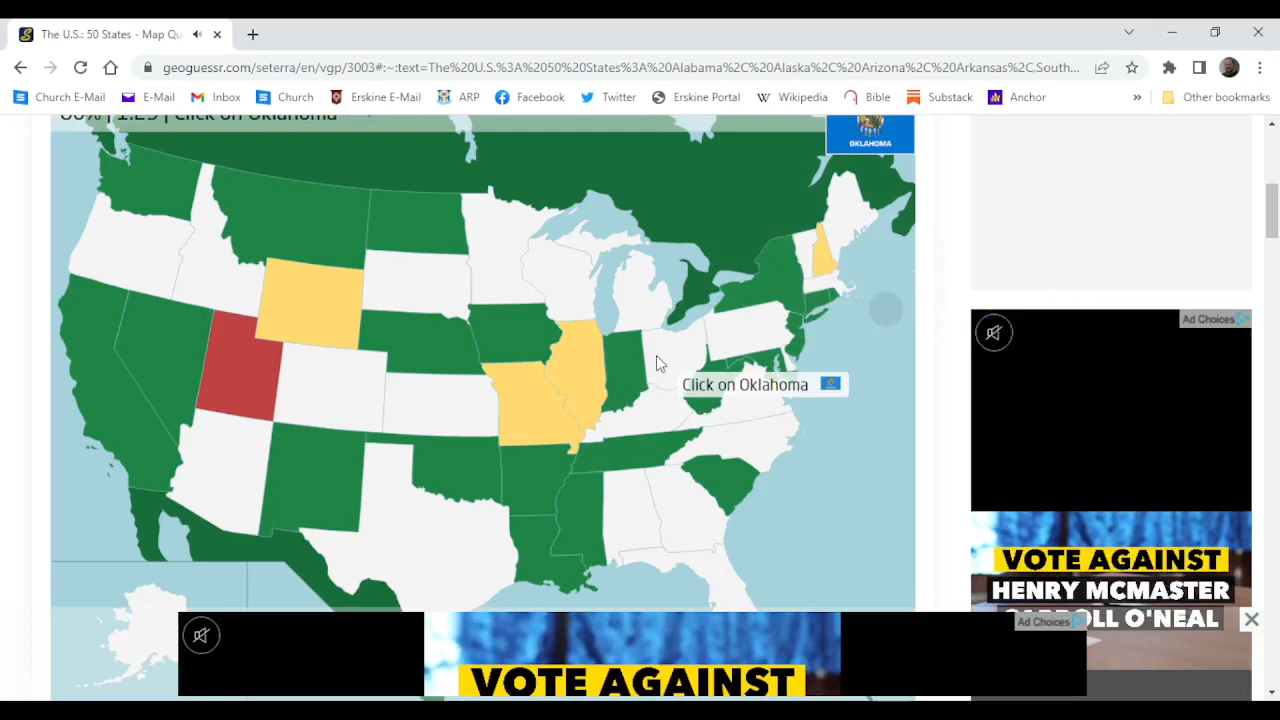 The U.S.: 50 States - Map Qu
geoguessr.com/seterra/en/vgp/3003#:~:text=The%20U.S.%3A%2050%20States%3A%20Alabama%2C%20Alaska%2C%20Arizona%2C%20Arkansas%2C,South...
Church E-Mail
E-Mail
Inbox
Church
Erskine E-Mail
ARP
Facebook
Twitter
Erskine Portal
Wikipedia
Bible
Substack
Anchor
»
Other bookmarks
Click on Oklahoma
OKLAHOMA
Click on Oklahoma
Ad Choices
VOTE AGAINST
HENRY MCMASTER
Ad Choices
OLL O'NEAL
VOTE AGAINST